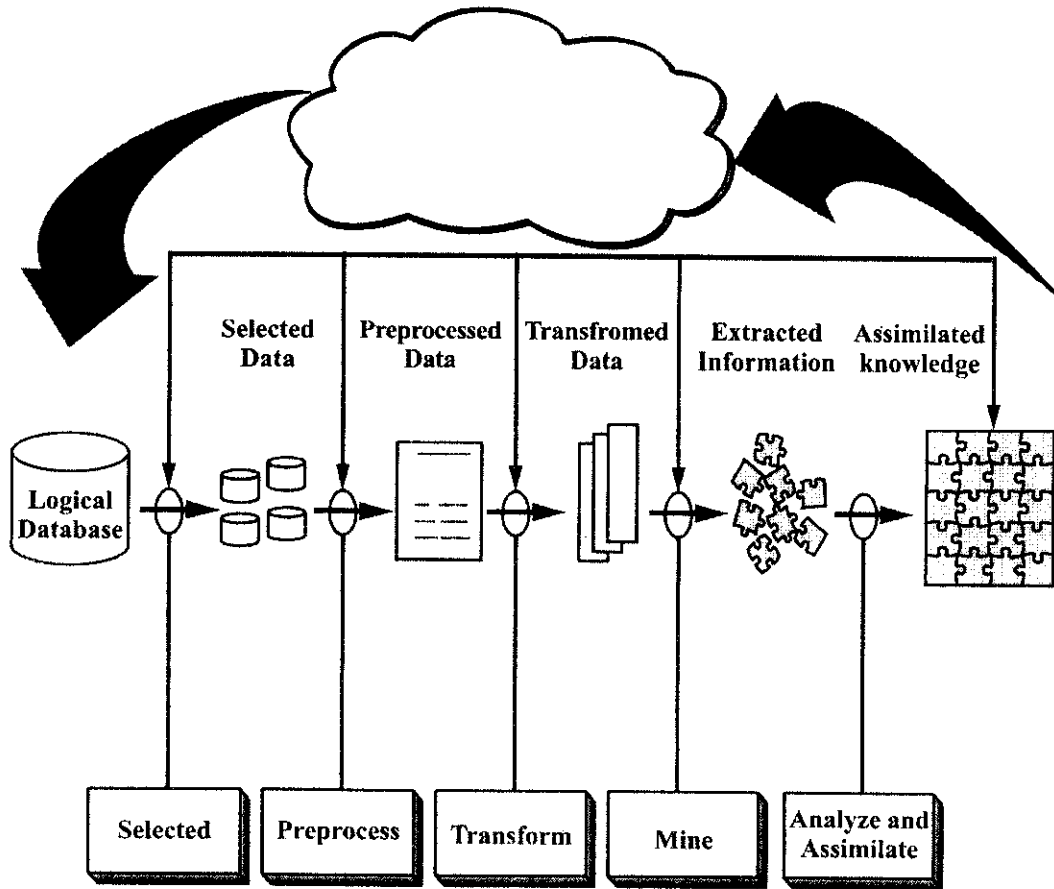 Selected
Data
Preprocessed
Data
Transfromed
Data
Extracted
Information
Assimilated
knowledge
Logical
Database
Selected
Preprocess
Transform
Mine
Analyze and
Assimilate